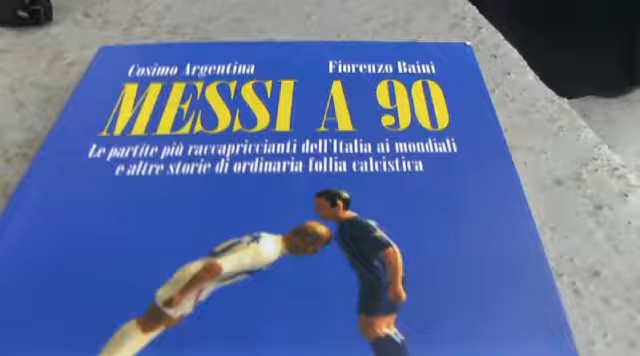 Cosimo Argentina Fiorenzo Baini
MESSI A 90
Le partite più raccapriccianti dell'Italia ai mondiali
e altre storie di ordinaria follia calcistica